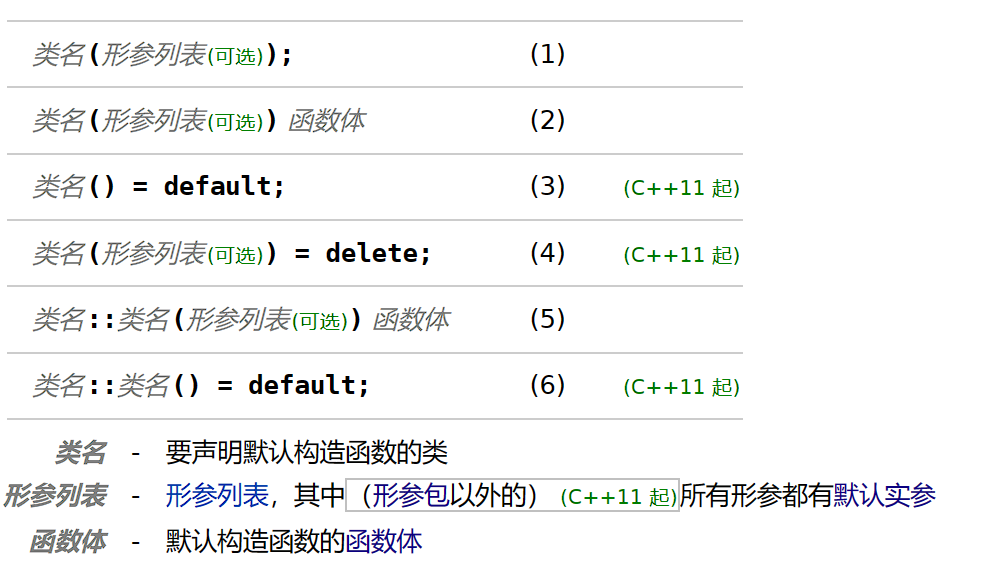 类名(形参列表(可选)); (1)
类名(形参列表(可选)) 函数体 (2)
类名() = default; (3) (C++11 起)
类名(形参列表(可选)) = delete; (4) (C++11 起)
类名::类名(形参列表(可选)) 函数体 (5)
类名::类名() = default; (6) (C++11 起)
类名 - 要声明默认构造函数的类
形参列表 - 形参列表，其中（形参包以外的） (C++11 起)所有形参都有默认实参
函数体 - 默认构造函数的函数体